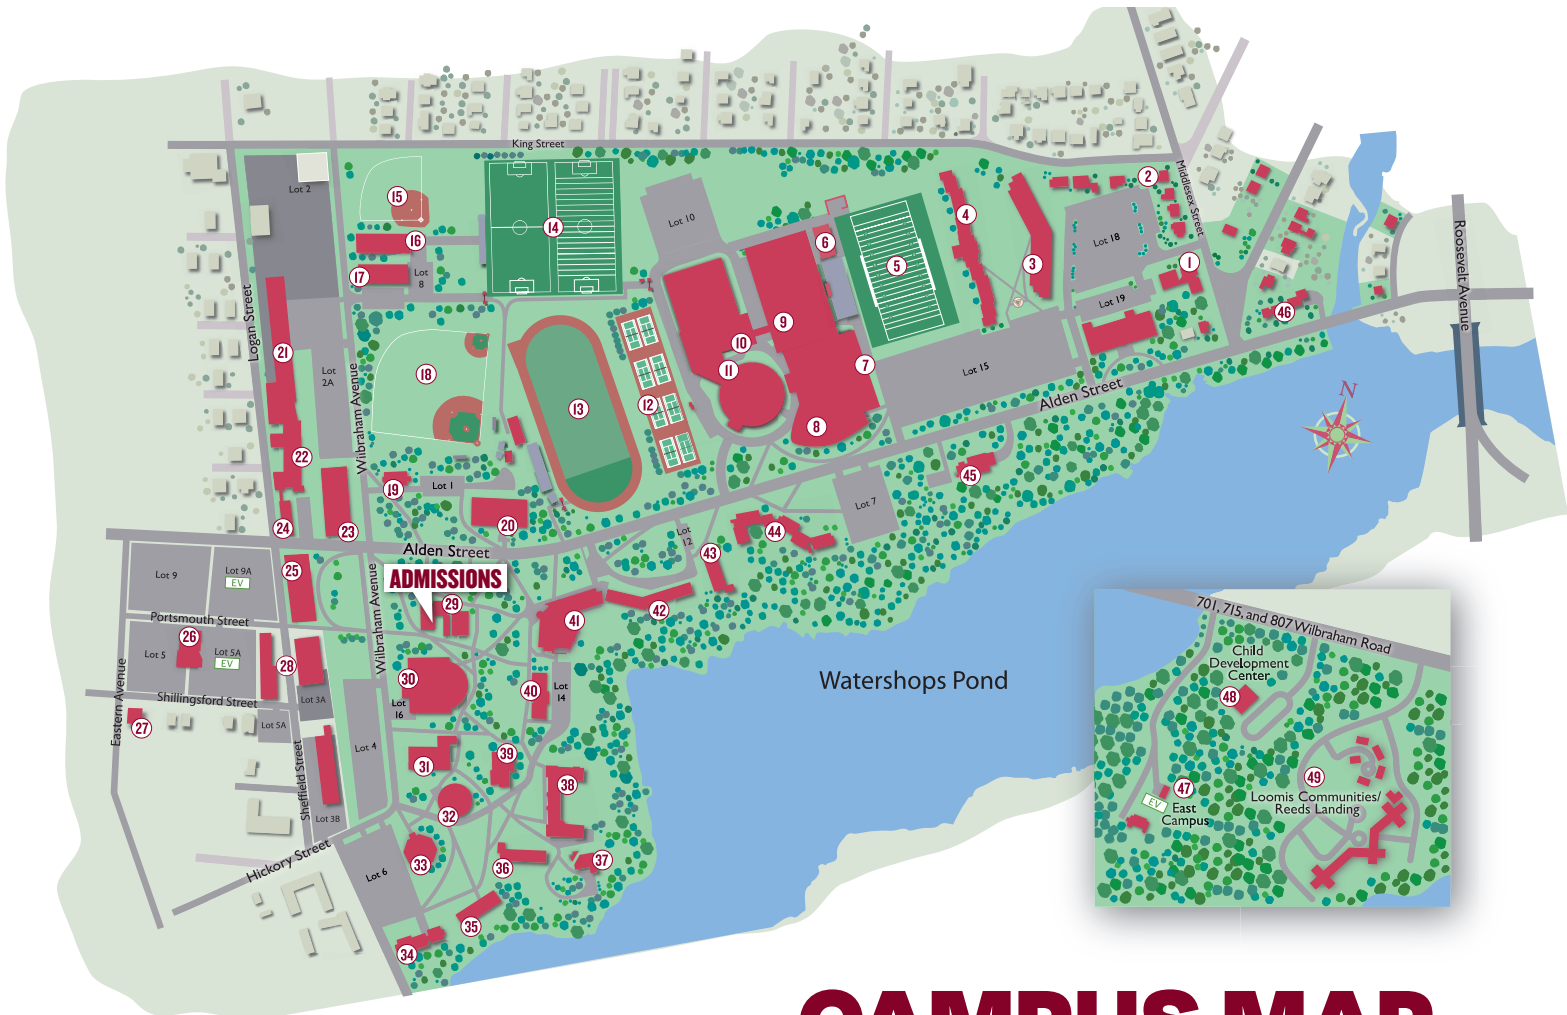 King Street
Lot 2
15
16
17
Lot
8
14
Lot 10
6
5
4
3
2
Middlesex Street
Lot 18
1
Lot 19
46
Roosevelt Avenue
Logan Street
21
Lot
2A
Wilbraham Avenue
18
13
12
10
11
9
7
8
Lot 15
Alden Street
N
22
19
Lot 1
20
24
23
Lot 7
45
Alden Street
Lot
12
43
44
Lot 9
Lot 9A
EV
25
ADMISSIONS
29
Wilbraham Avenue
41
42
Portsmouth Street
26
Lot 5
Lot 5A
EV
28
30
Lot
16
40
Lot
14
Watershops Pond
Eastern Avenue
Shillingsford Street
27
Lot 5A
Lot 3A
Lot 4
Sheffield Street
Lot 3B
31
39
38
32
33
36
37
Hickory Street
Lot 6
35
34
701, 715, and 807 Wilbraham Road
Child
Development
Center
48
47
EV
East
Campus
49
Loomis Communities/
Reeds Landing
CAMPUS MAP